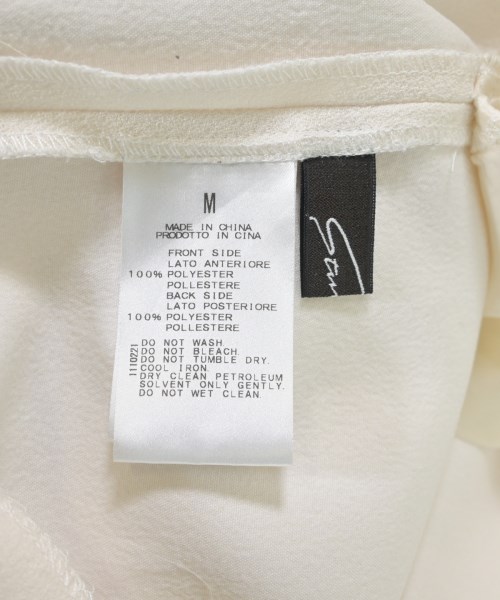 M
MADE IN CHINA
PRODOTTO IN CINA
FRONT SIDE
LATO ANTERIORE
100% POLYESTER
POLLESTERE
BACK SIDE
LATO POSTERIORE
100% POLYESTER
POLLESTERE
DO NOT WASH.
DO NOT BLEACH.
DO NOT TUMBLE DRY.
COOL IRON.
DRY CLEAN PETROLEUM
SOLVENT ONLY GENTLY.
DO NOT WET CLEAN.
1110221